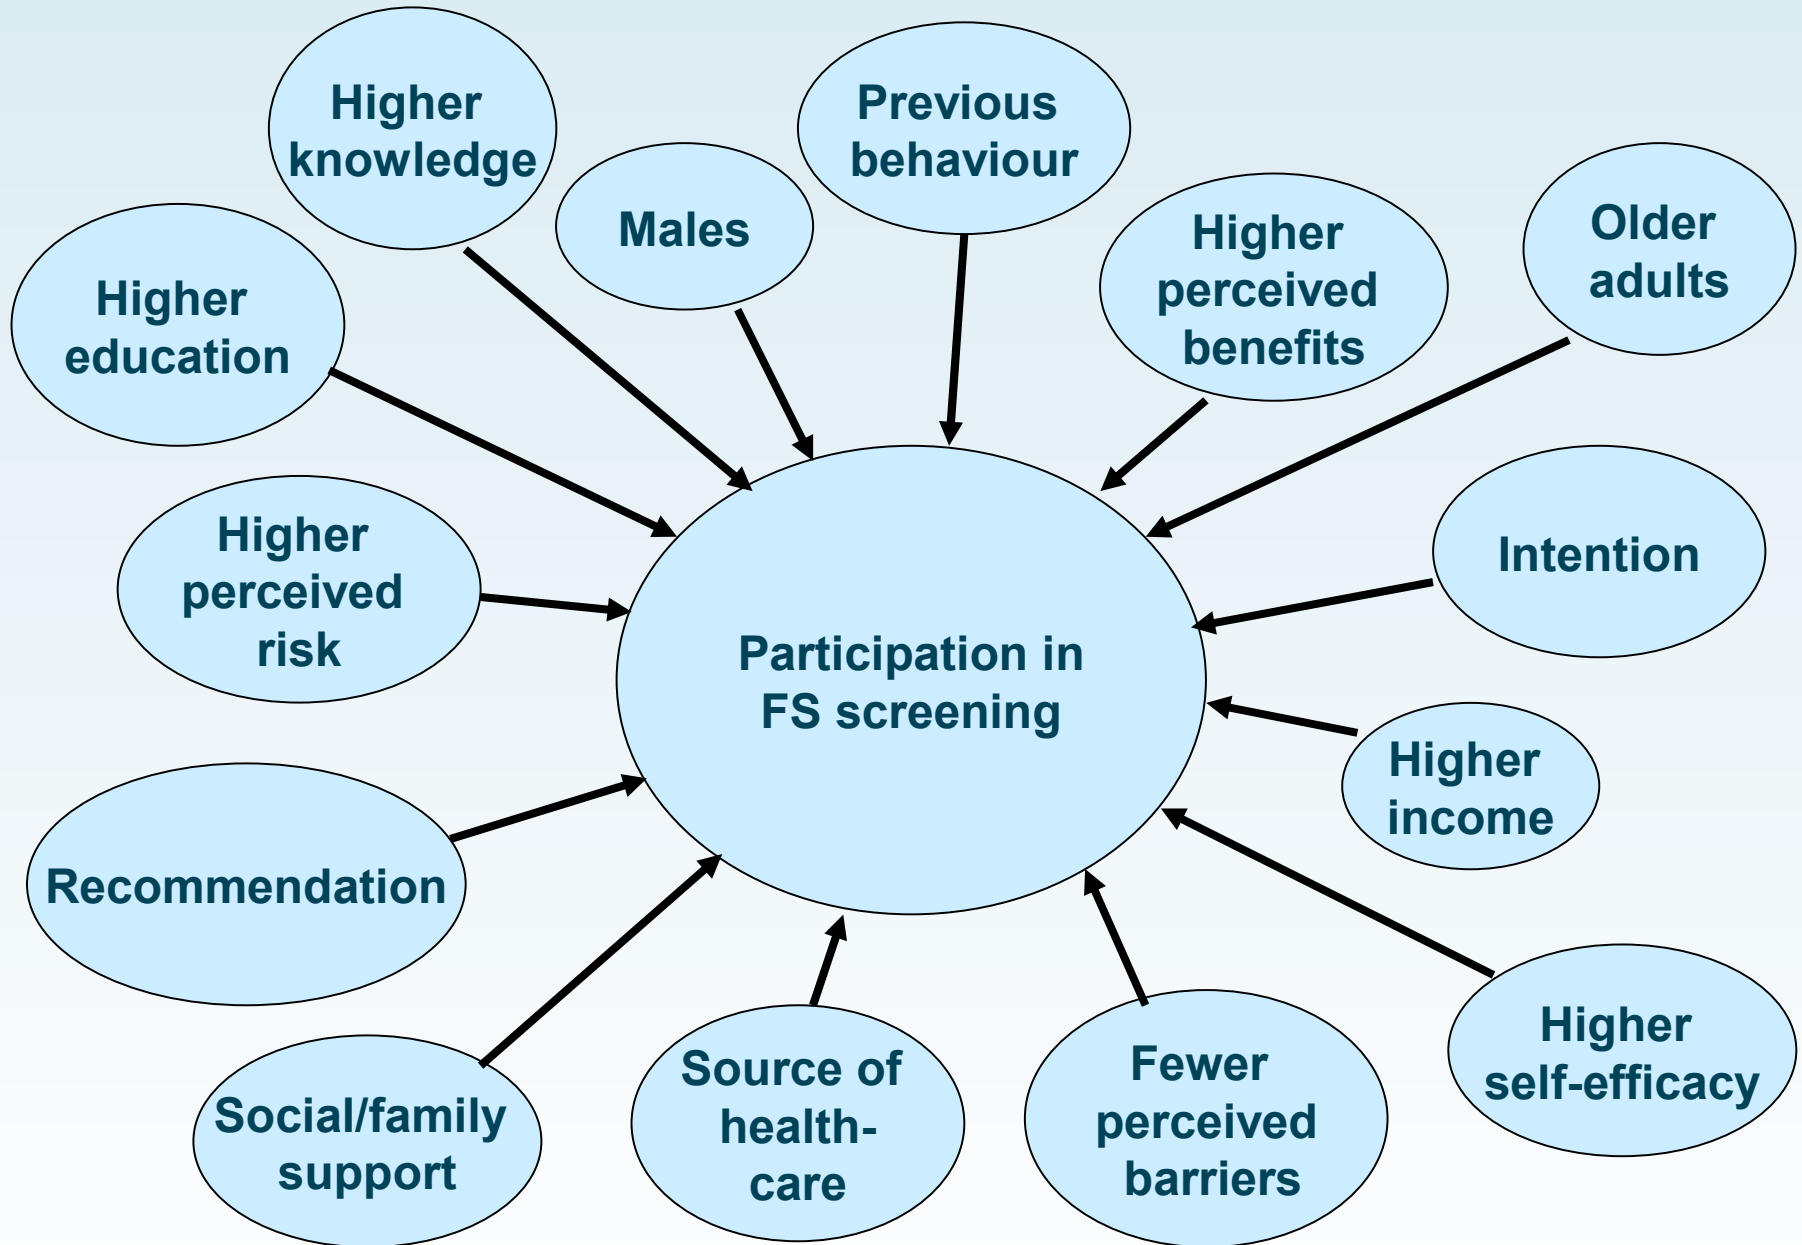 Higher
knowledge
Previous
behaviour
Males
Higher
perceived
benefits
Older
adults
Higher
education
Higher
perceived
risk
Intention
Participation in
FS screening
Higher
income
Recommendation
Higher
self-efficacy
Social/family
support
Source of
health-
care
Fewer
perceived
barriers